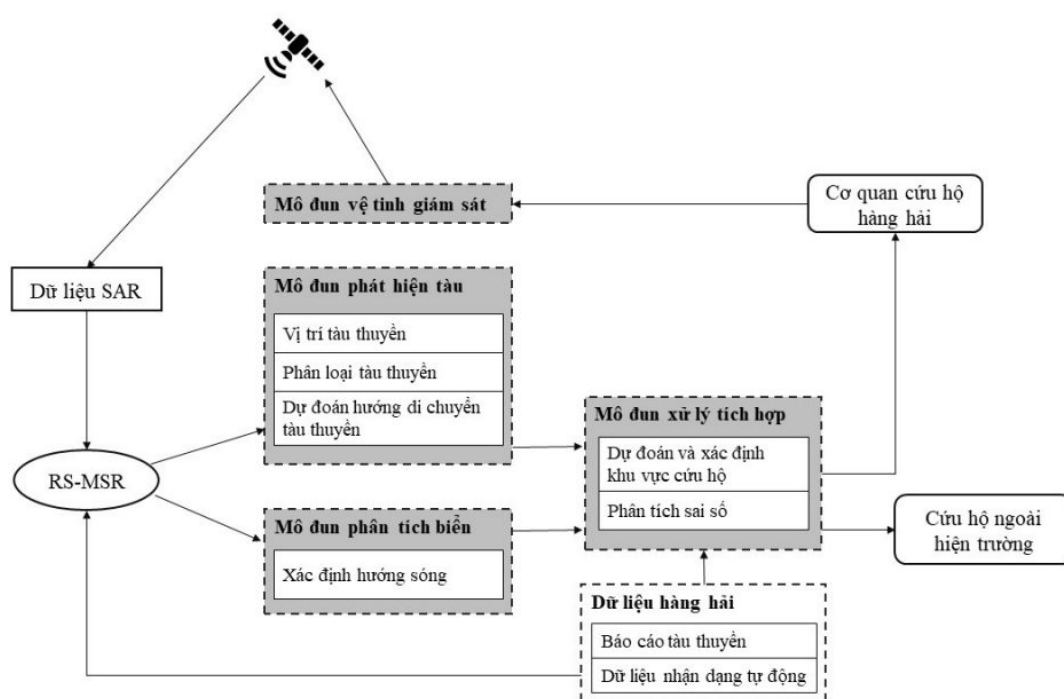 Mô đun vệ tinh giám sát
Cơ quan cứu hộ
hàng hải
Dữ liệu SAR
Mô đun phát hiện tàu
Vị trí tàu thuyền
Phân loại tàu thuyền
Dự đoán hướng di chuyển
tàu thuyền
Mô đun xử lý tích hợp
Dự đoán và xác định
khu vực cứu hộ
Phân tích sai số
RS-MSR
Mô đun phân tích biển
Xác định hướng sóng
Cứu hộ ngoài
hiện trường
Dữ liệu hàng hải
Báo cáo tàu thuyền
Dữ liệu nhận dạng tự động